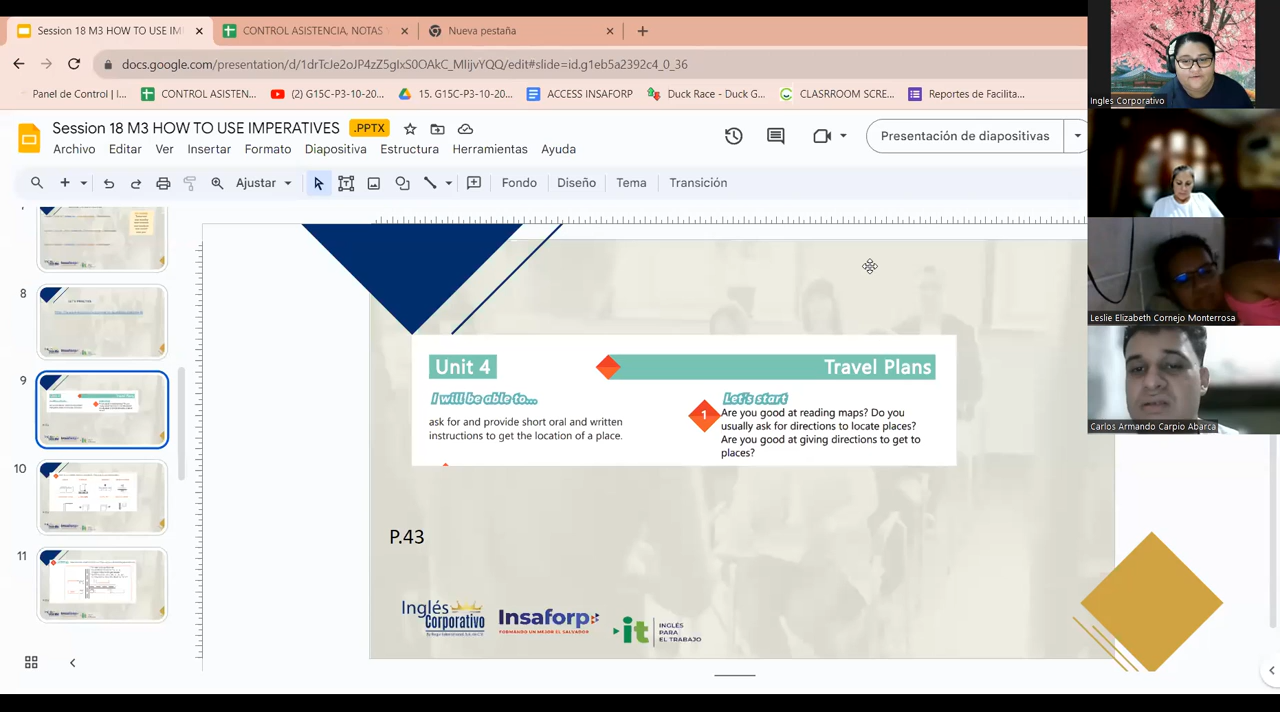 Session 18 M3 HOW TO USE IMPE
CONTROL ASISTENCIA, NOTAS
Nueva pestaña
docs.google.com/presentation/d/1drTcJe2oJP4zZ5gIxS0OAkC_MIijvYQQ/edit#slide=id.g1eb5a2392c4_0_36
Panel de Control | I...
CONTROL ASISTEN...
(2) G15C-P3-10-20...
15. G15C-P3-10-20...
ACCESS INSAFORP
Duck Race - Duck G...
CLASRROOM SCRE...
Reportes de Facilita...
Session 18 M3 HOW TO USE IMPERATIVES
.PPTX
Archivo Editar Ver Insertar Formato Diapositiva Estructura Herramientas Ayuda
Presentación de diapositivas
Ajustar
Fondo Diseño Tema Transición
8
9
10
11
Unit 4
Travel Plans
I will be able to...
ask for and provide short oral and written
instructions to get the location of a place.
Let's start
1
Are you good at reading maps? Do you
usually ask for directions to locate places?
Are you good at giving directions to get to
places?
P.43
Inglés
Corporativo
Insaforp
FORMANDO UN MEJOR EL SALVADOR
it
INGLÉS
PARA
EL TRABAJO
Ingles Corporativo
Leslie Elizabeth Cornejo Monterrosa
Carlos Armando Carpio Abarca